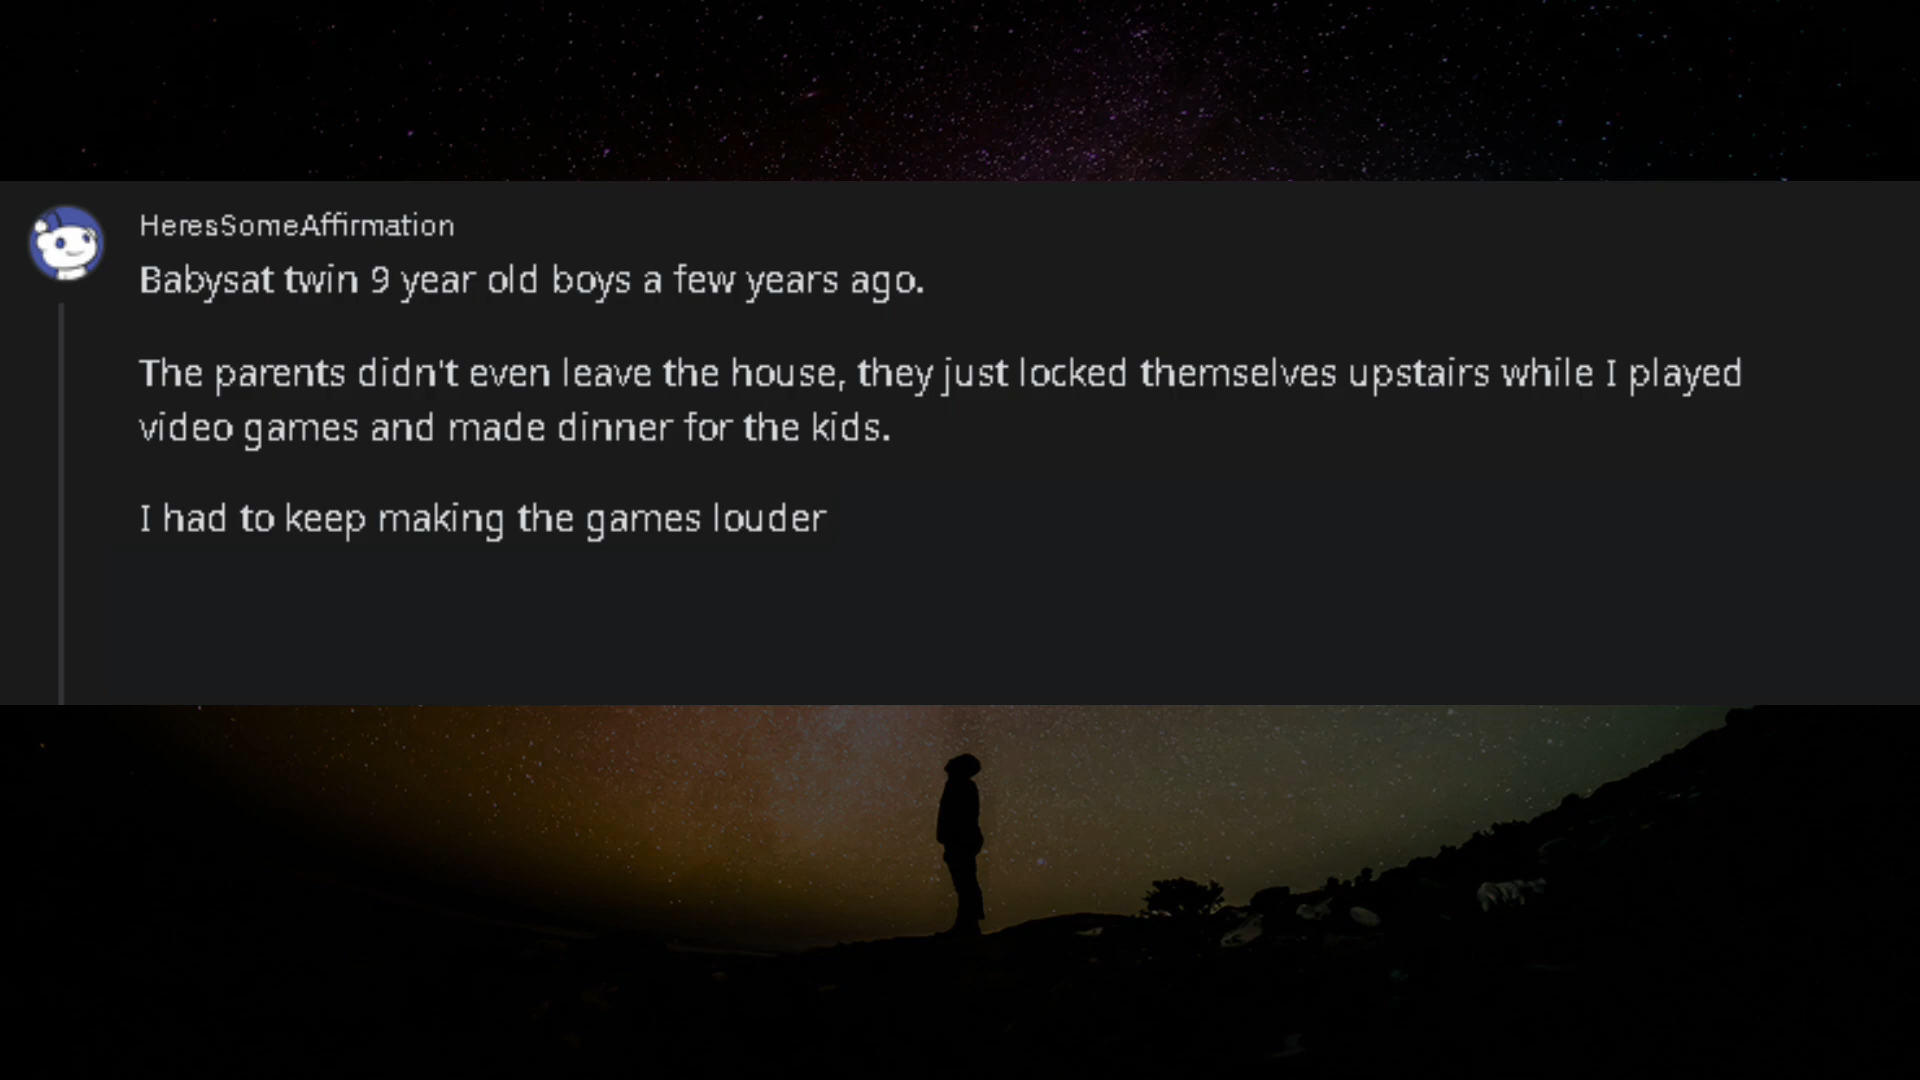 HeresSomeAffirmation
Babysat twin 9 year old boys a few years ago.
The parents didn't even leave the house, they just locked themselves upstairs while I played
video games and made dinner for the kids.
I had to keep making the games louder